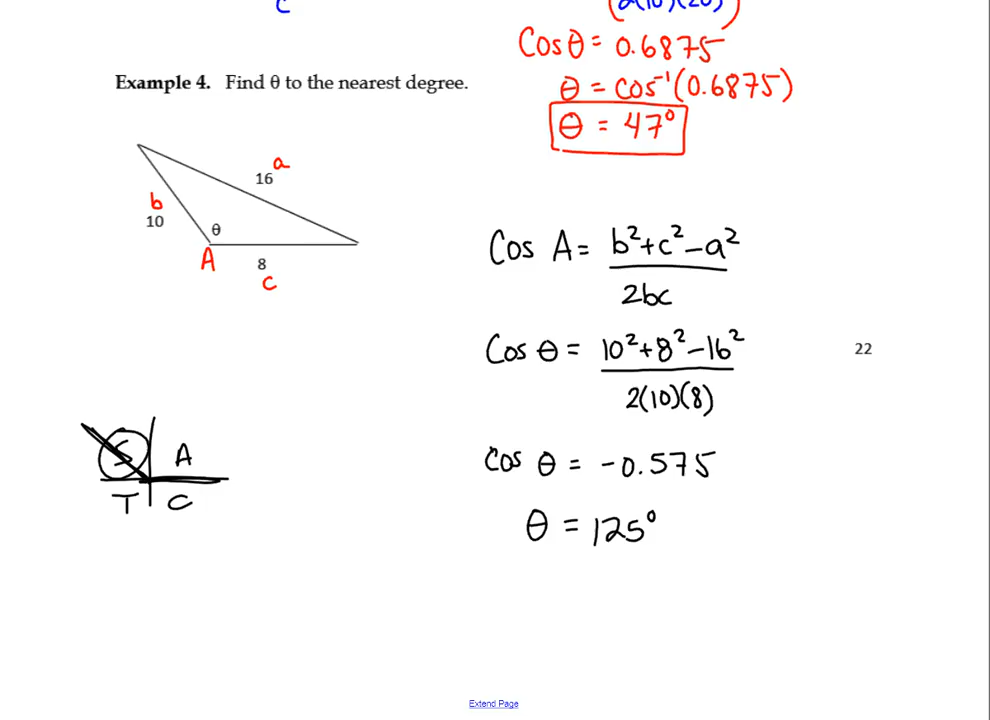 c
2(10)(20)
Cos θ = 0.6875
Example 4. Find θ to the nearest degree.
θ = cos⁻¹(0.6875)
θ = 47°
a
16
b
10
θ
A
8
c
Cos A = b²+c²−a² / 2bc
Cos θ = 10²+8²−16² / 2(10)(8)
22
S A
T C
Cos θ = −0.575
θ = 125°
Extend Page